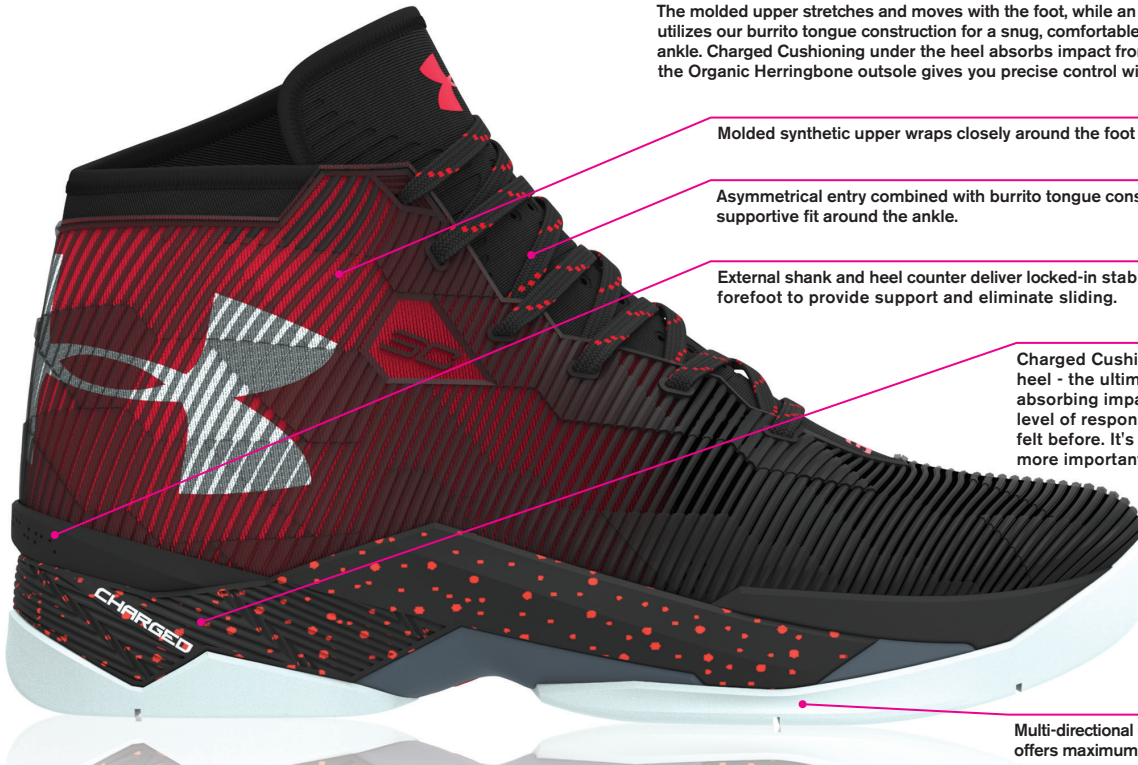 The molded upper stretches and moves with the foot, while an
utilizes our burrito tongue construction for a snug, comfortable
ankle. Charged Cushioning under the heel absorbs impact from
the Organic Herringbone outsole gives you precise control wi
Molded synthetic upper wraps closely around the foot
Asymmetrical entry combined with burrito tongue cons
supportive fit around the ankle.
External shank and heel counter deliver locked-in stab
forefoot to provide support and eliminate sliding.
Charged Cushi
heel - the ultim
absorbing impa
level of respon
felt before. It's
more important
SC
CHARGED
Multi-directional
offers maximum